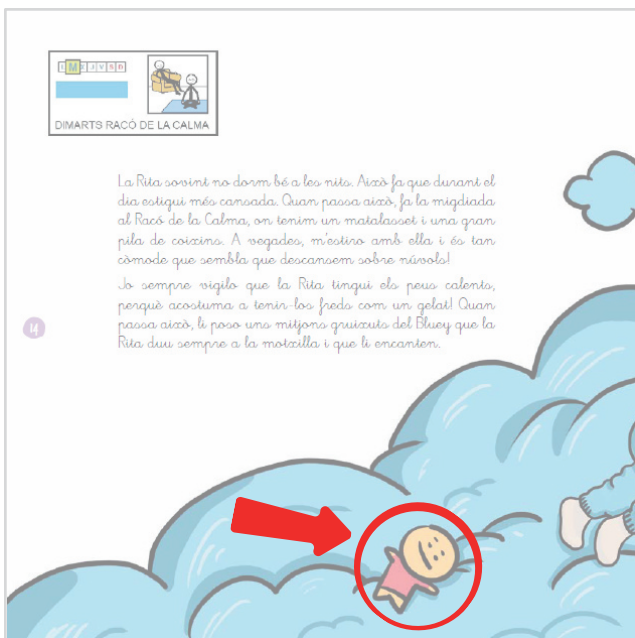 L M X J V S D
DIMARTS RACÓ DE LA CALMA
La Rita sovint no dorm bé a les nits. Això fa que durant el
dia estigui més cansada. Quan passa això, fa la migdiada
al Racó de la Calma, on tenim un matalasset i una gran
pila de coixins. A vegades, m'estiro amb ella i és tan
còmode que sembla que descansem sobre núvols!
Jo sempre vigilo que la Rita tingui els peus calents,
perquè acostuma a tenir-los freds com un gelat! Quan
passa això, li poso uns mitjons gruixuts del Bluey que la
Rita duu sempre a la motxilla i que li encanten.
14